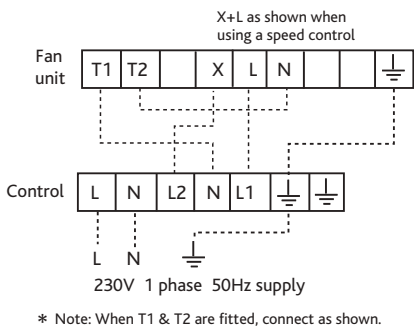 X+L as shown when
using a speed control
Fan
unit
T1 T2 X L N
Control
L N L2 N L1
L N
230V 1 phase 50Hz supply
* Note: When T1 & T2 are fitted, connect as shown.